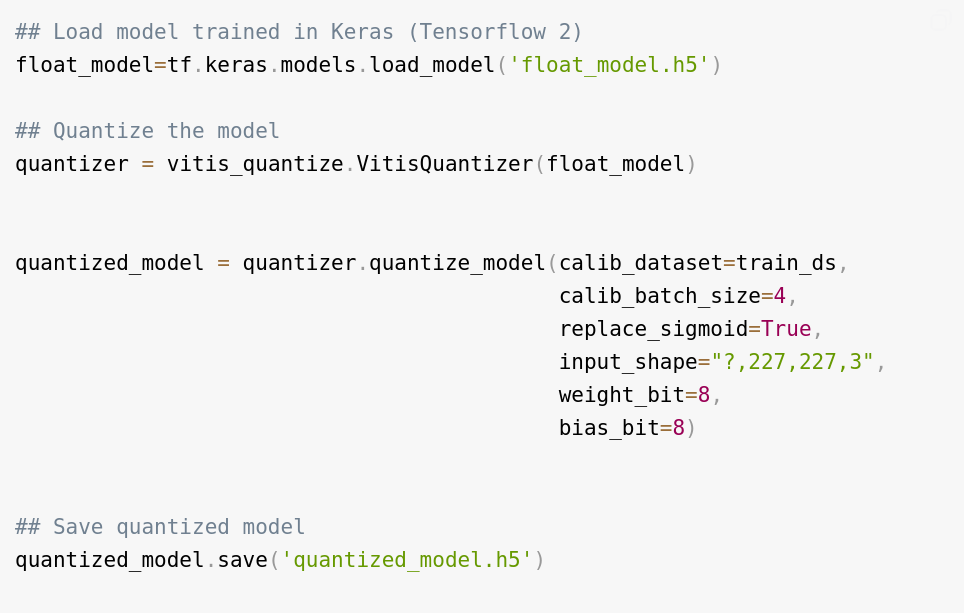 ## Load model trained in Keras (Tensorflow 2)
float_model=tf.keras.models.load_model('float_model.h5')
## Quantize the model
quantizer = vitis_quantize.VitisQuantizer(float_model)
quantized_model = quantizer.quantize_model(calib_dataset=train_ds,
calib_batch_size=4,
replace_sigmoid=True,
input_shape="?,227,227,3",
weight_bit=8,
bias_bit=8)
## Save quantized model
quantized_model.save('quantized_model.h5')